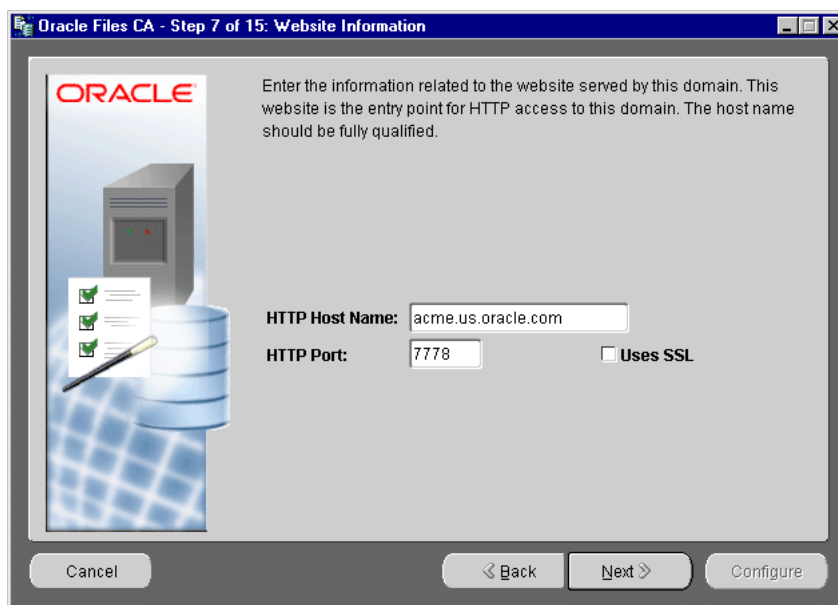 Oracle Files CA - Step 7 of 15: Website Information
ORACLE
Enter the information related to the website served by this domain. This
website is the entry point for HTTP access to this domain. The host name
should be fully qualified.
HTTP Host Name: acme.us.oracle.com
HTTP Port: 7778 Uses SSL
Cancel Back Next Configure